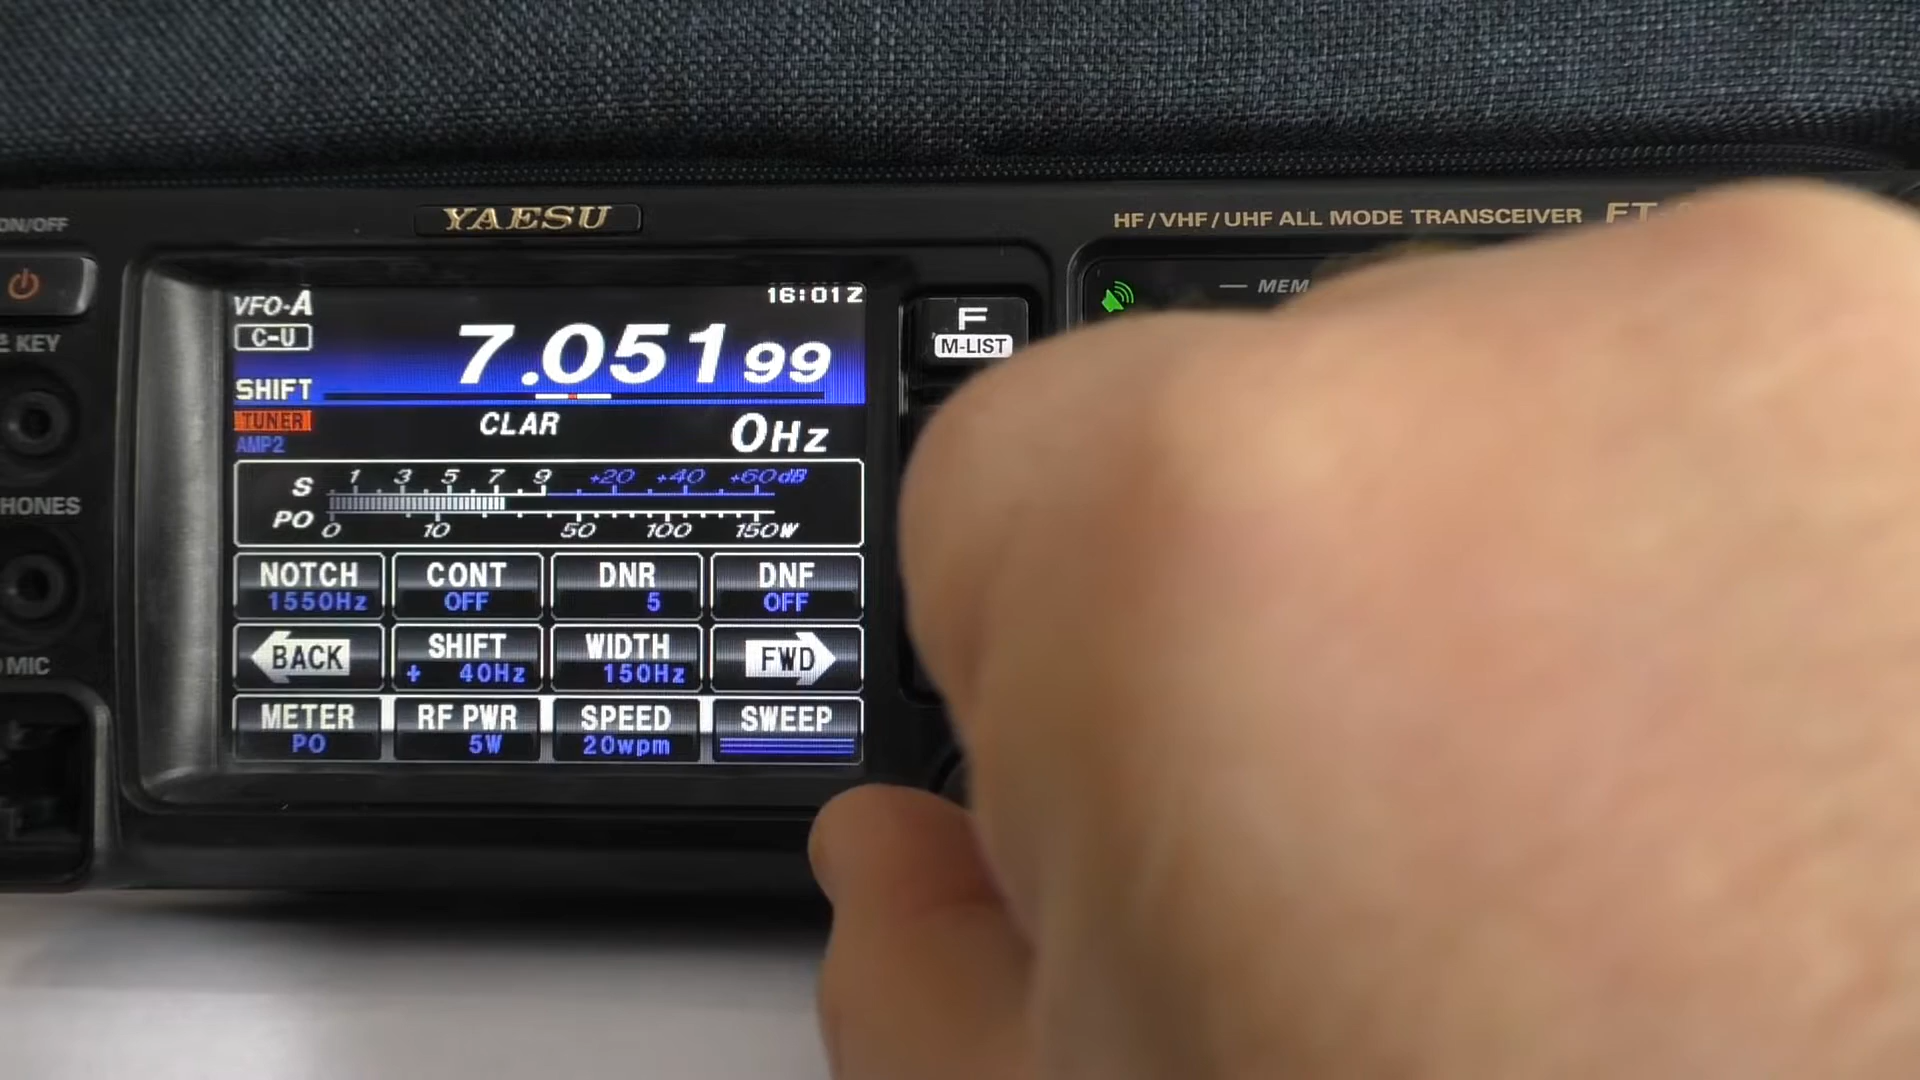 ON/OFF
YAESU
HF/VHF/UHF ALL MODE TRANSCEIVER
VFO-A
16:01Z
C-U
7.051 99
F
M-LIST
MEM
KEY
SHIFT
TUNER
AMP2
CLAR
0Hz
S 1 3 5 7 9 +20 +40 +60dB
PO 0 10 50 100 150W
HONES
NOTCH CONT DNR DNF
1550Hz OFF 5 OFF
BACK SHIFT WIDTH FWD
+ 40Hz 150Hz
MIC
METER RF PWR SPEED SWEEP
PO 5W 20wpm